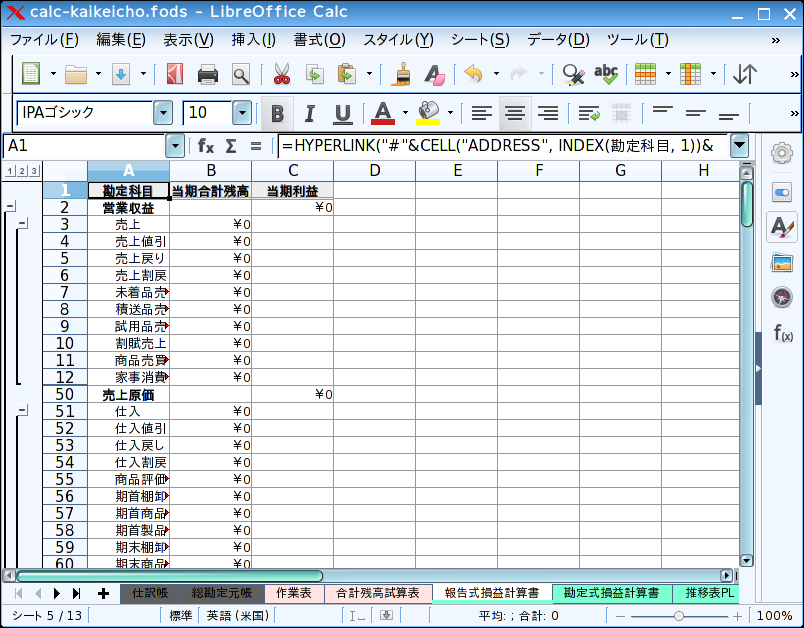 calc-kaikeicho.fods - LibreOffice Calc
ファイル(F) 編集(E) 表示(V) 挿入(I) 書式(O) スタイル(Y) シート(S) データ(D) ツール(T) »
abc »
IPAゴシック 10 B I U A »
A1 fx Σ = =HYPERLINK("#"&CELL("ADDRESS", INDEX(勘定科目, 1))&
1 2 3 A B C D E F G H
1 勘定科目 当期合計残高 当期利益
2 営業収益 ¥0
3 売上 ¥0
4 売上値引 ¥0
5 売上戻り ¥0
6 売上割戻 ¥0
7 未着品売 ¥0
8 積送品売 ¥0
9 試用品売 ¥0
10 割賦売上 ¥0
11 商品売買 ¥0
12 家事消費 ¥0
50 売上原価 ¥0
51 仕入 ¥0
52 仕入値引 ¥0
53 仕入戻し ¥0
54 仕入割戻 ¥0
55 商品評価 ¥0
56 期首棚卸 ¥0
57 期首商品 ¥0
58 期首製品 ¥0
59 期末棚卸 ¥0
60 期末商品 ¥0
f(x)
仕訳帳 総勘定元帳 作業表 合計残高試算表 報告式損益計算書 勘定式損益計算書 推移表PL
シート 5 / 13 標準 英語 (米国) 平均: ; 合計: 0 100%